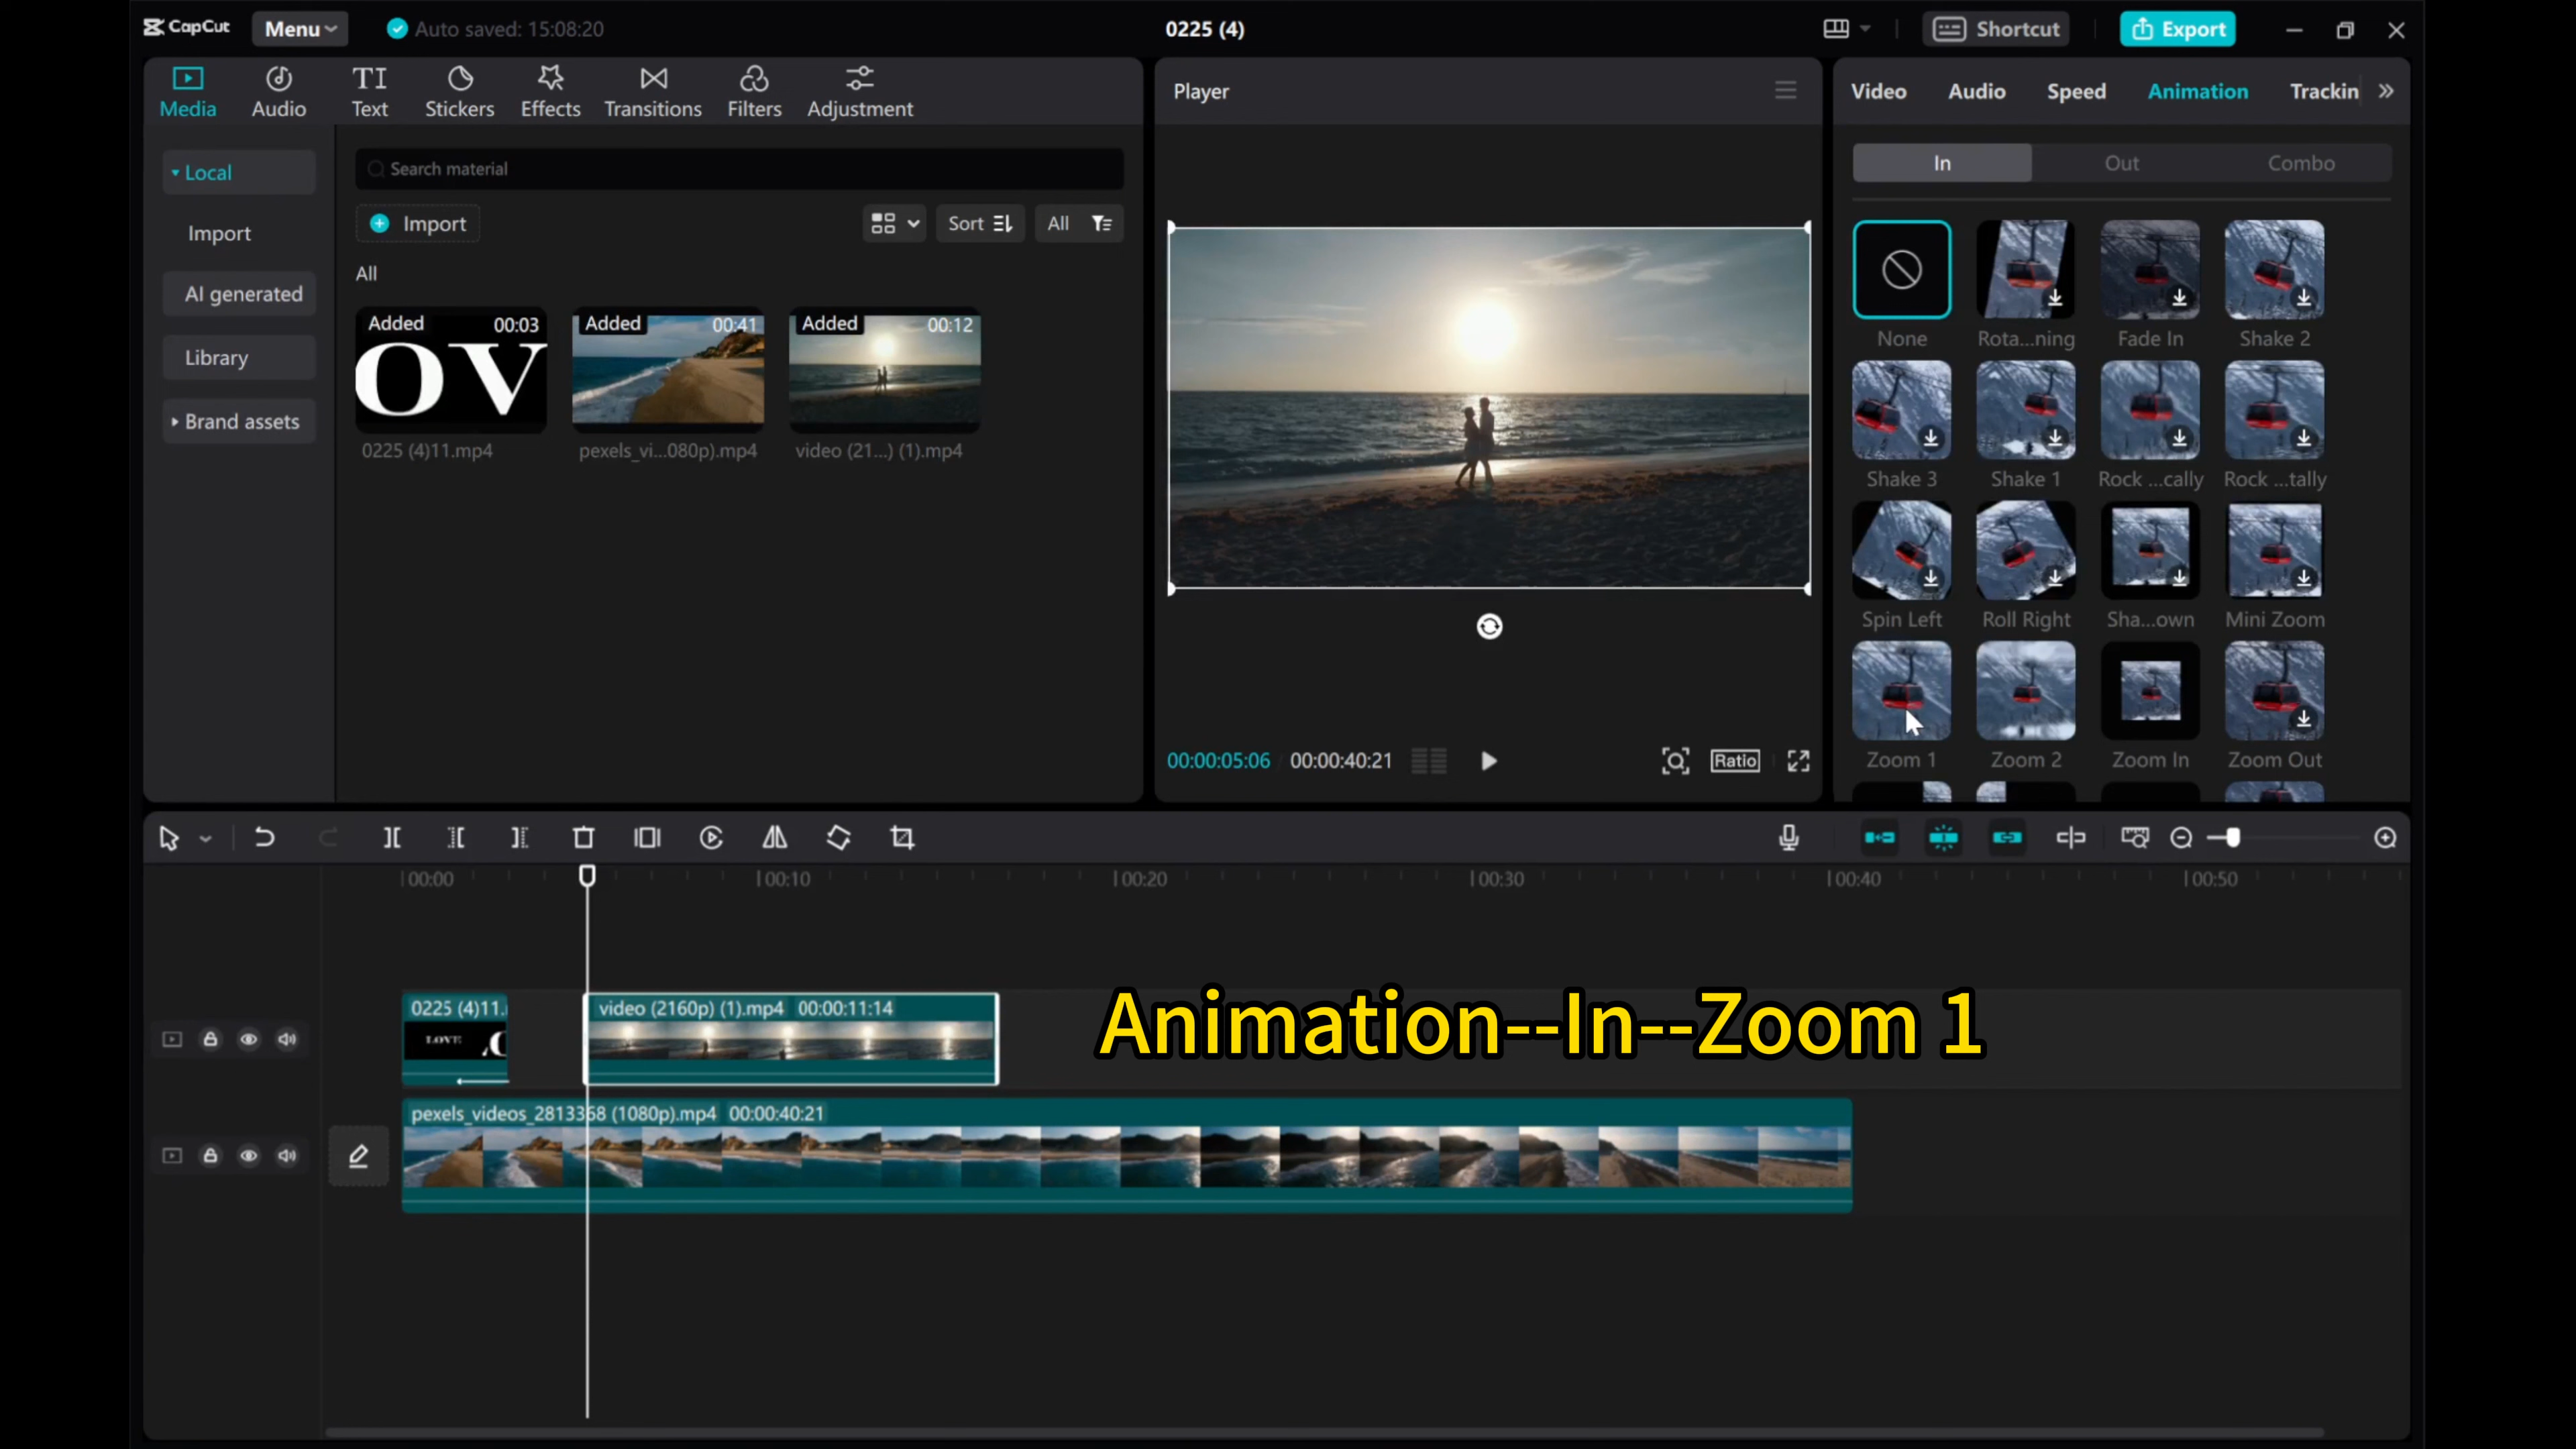 CapCut
Menu
Auto saved: 15:08:20
0225 (4)
Shortcut
Export
Media
Audio
Text
Stickers
Effects
Transitions
Filters
Adjustment
Local
Import
AI generated
Library
Brand assets
Search material
Import
Sort
All
All
Added 00:03
OV
0225 (4)11.mp4
Added 00:41
pexels_vi...080p).mp4
Added 00:12
video (21...) (1).mp4
Player
00:00:05:06 / 00:00:40:21
Ratio
Video
Audio
Speed
Animation
Trackin
In
Out
Combo
None
Rota...ning
Fade In
Shake 2
Shake 3
Shake 1
Rock ...cally
Rock ...tally
Spin Left
Roll Right
Sha...own
Mini Zoom
Zoom 1
Zoom 2
Zoom In
Zoom Out
00:00
00:10
00:20
00:30
00:40
00:50
0225 (4)11.
LOVE
video (2160p) (1).mp4 00:00:11:14
Animation--In--Zoom 1
pexels_videos_2813368 (1080p).mp4 00:00:40:21